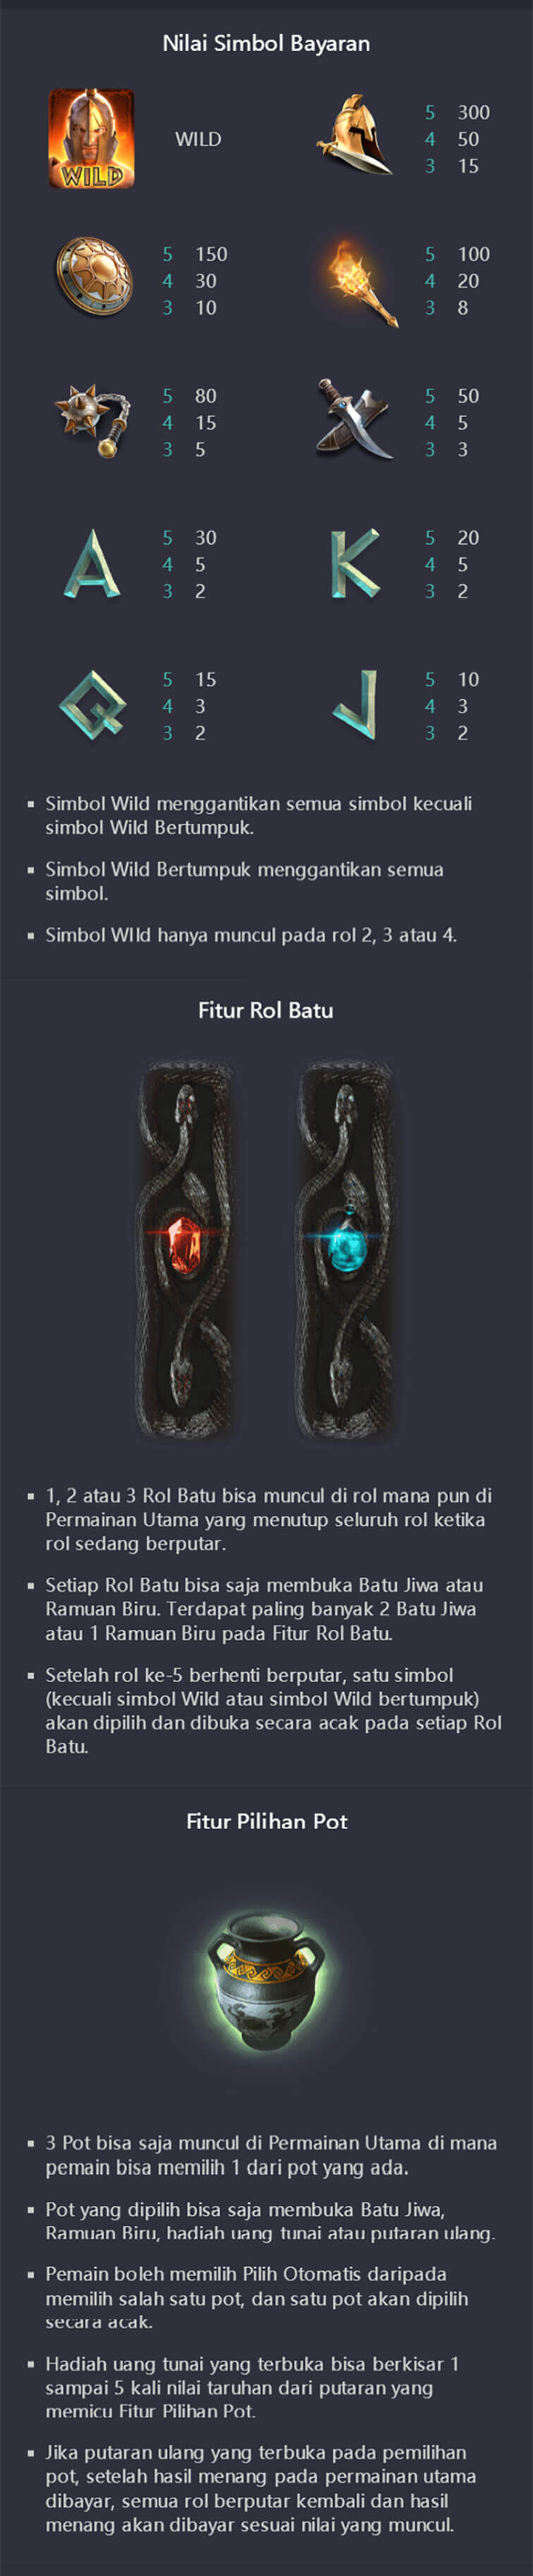 Nilai Simbol Bayaran
WILD
WILD
5 300
4 50
3 15
5 150
4 30
3 10
5 100
4 20
3 8
5 80
4 15
3 5
5 50
4 5
3 3
A
5 30
4 5
3 2
K
5 20
4 5
3 2
Q
5 15
4 3
3 2
J
5 10
4 3
3 2
▪ Simbol Wild menggantikan semua simbol kecuali
simbol Wild Bertumpuk.
▪ Simbol Wild Bertumpuk menggantikan semua
simbol.
▪ Simbol WIld hanya muncul pada rol 2, 3 atau 4.
Fitur Rol Batu
▪ 1, 2 atau 3 Rol Batu bisa muncul di rol mana pun di
Permainan Utama yang menutup seluruh rol ketika
rol sedang berputar.
▪ Setiap Rol Batu bisa saja membuka Batu Jiwa atau
Ramuan Biru. Terdapat paling banyak 2 Batu Jiwa
atau 1 Ramuan Biru pada Fitur Rol Batu.
▪ Setelah rol ke-5 berhenti berputar, satu simbol
(kecuali simbol Wild atau simbol Wild bertumpuk)
akan dipilih dan dibuka secara acak pada setiap Rol
Batu.
Fitur Pilihan Pot
▪ 3 Pot bisa saja muncul di Permainan Utama di mana
pemain bisa memilih 1 dari pot yang ada.
▪ Pot yang dipilih bisa saja membuka Batu Jiwa,
Ramuan Biru, hadiah uang tunai atau putaran ulang.
▪ Pemain boleh memilih Pilih Otomatis daripada
memilih salah satu pot, dan satu pot akan dipilih
secara acak.
▪ Hadiah uang tunai yang terbuka bisa berkisar 1
sampai 5 kali nilai taruhan dari putaran yang
memicu Fitur Pilihan Pot.
▪ Jika putaran ulang yang terbuka pada pemilihan
pot, setelah hasil menang pada permainan utama
dibayar, semua rol berputar kembali dan hasil
menang akan dibayar sesuai nilai yang muncul.